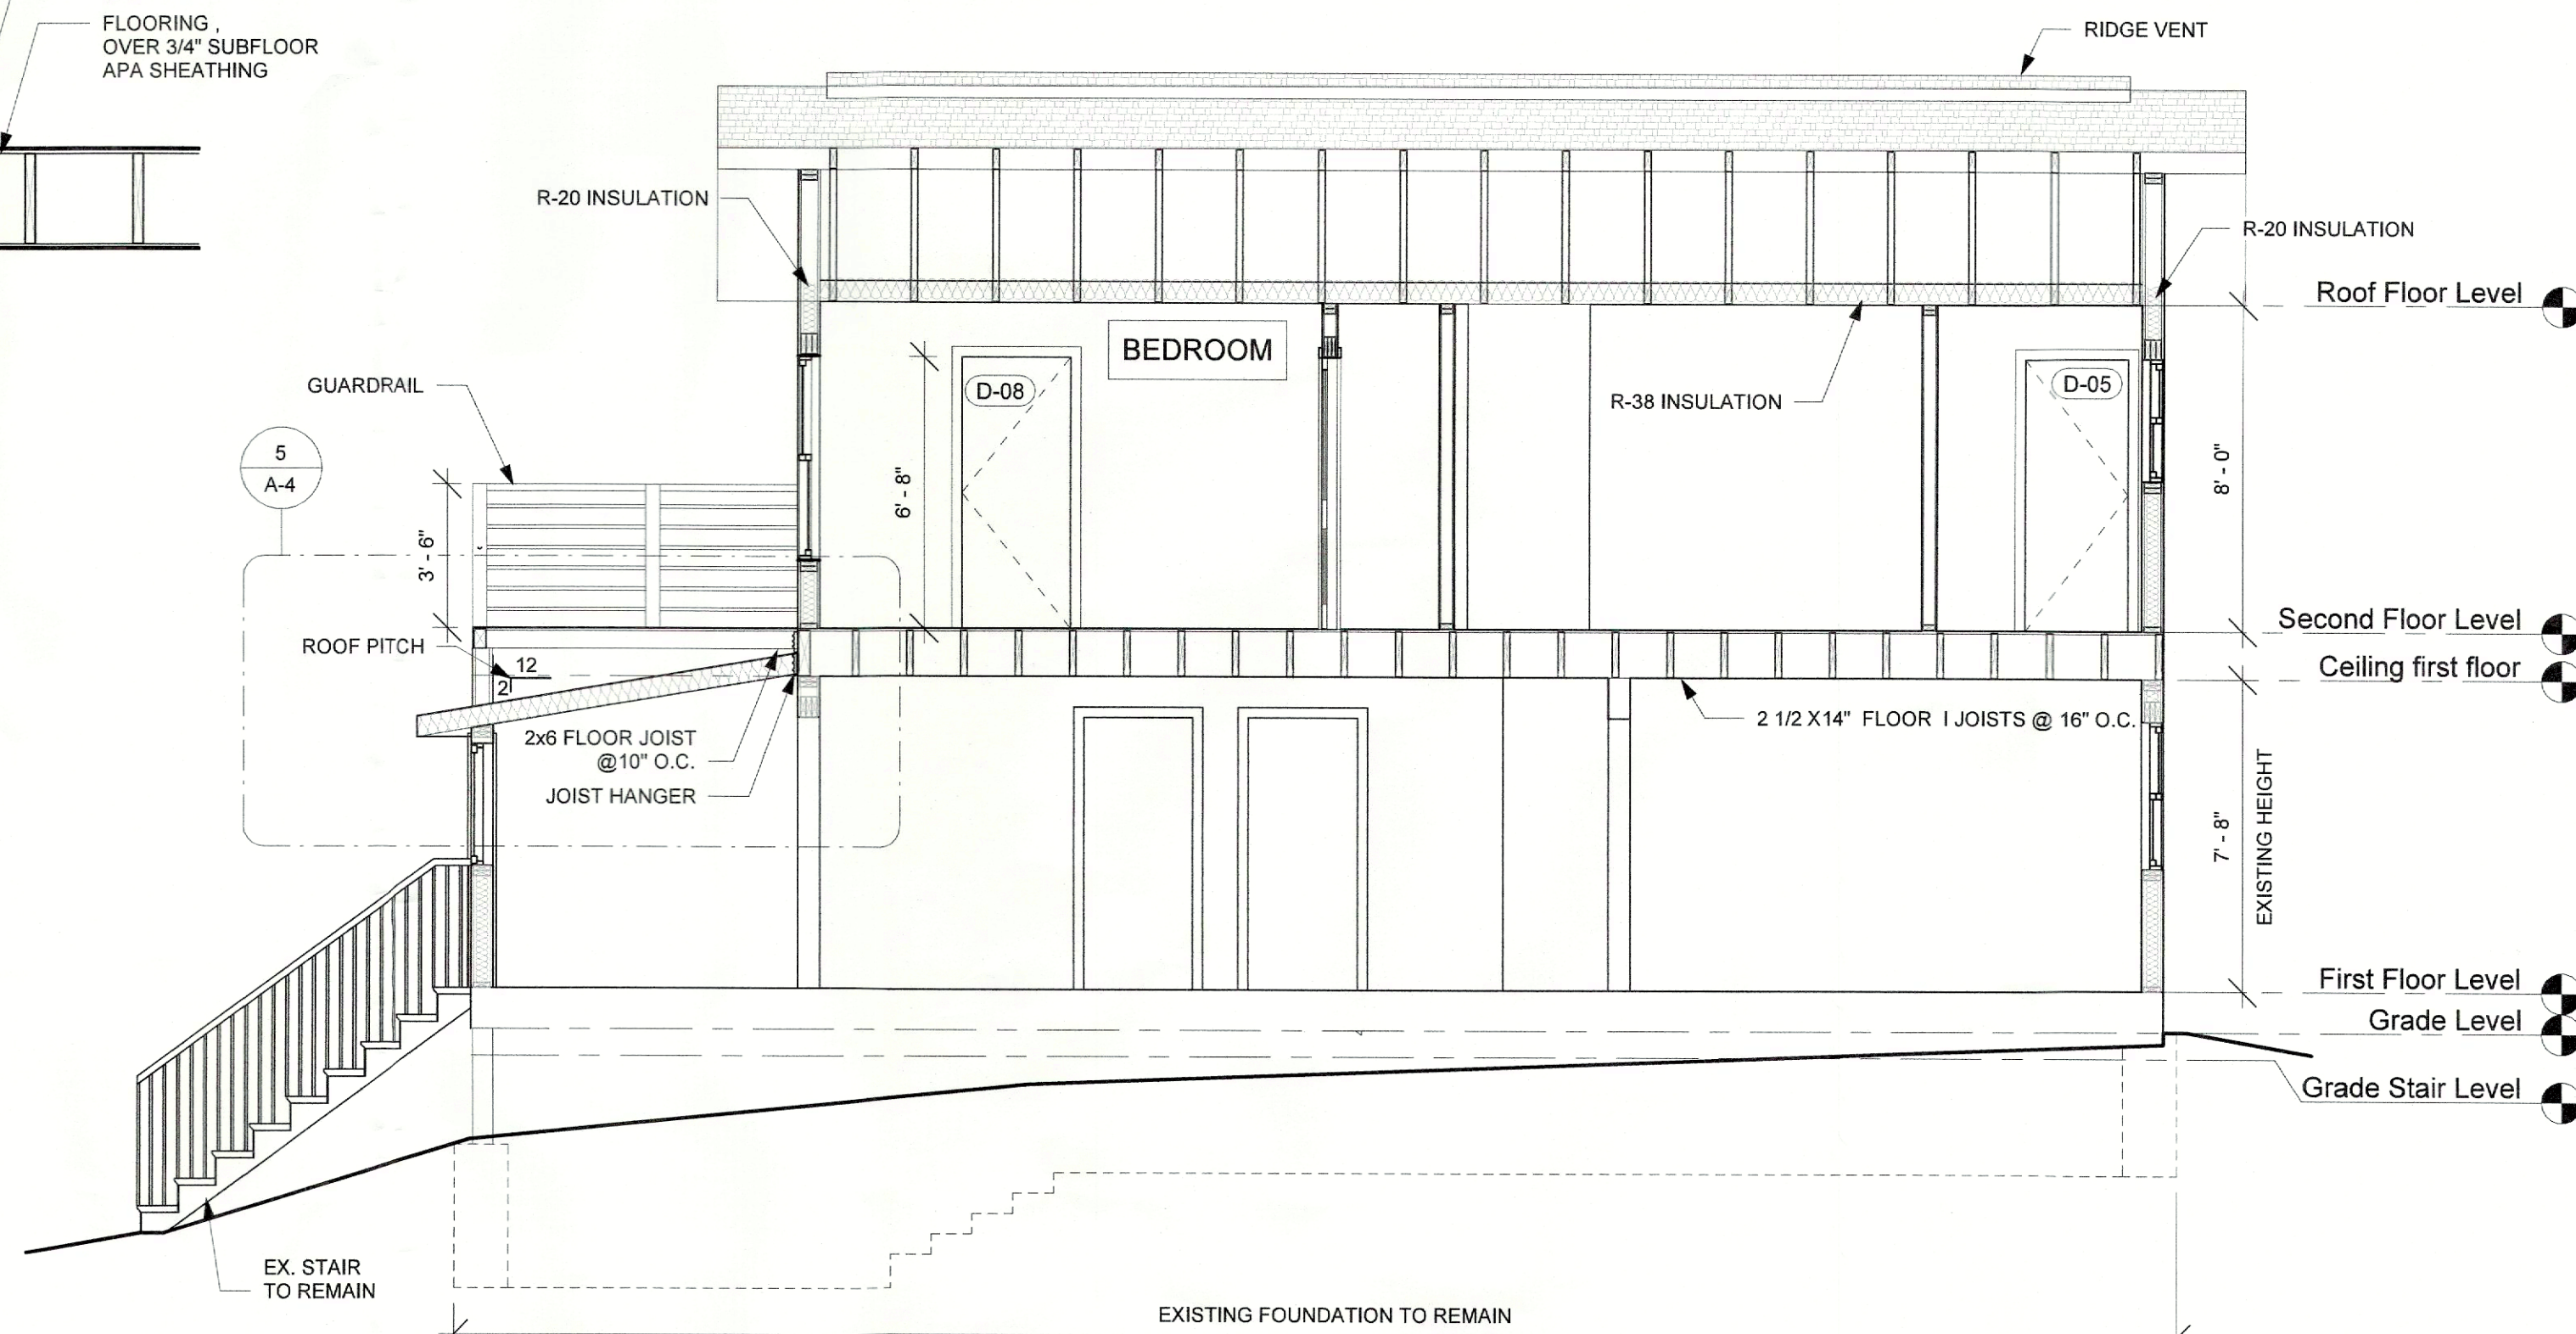 FLOORING ,
OVER 3/4" SUBFLOOR
APA SHEATHING
RIDGE VENT
R-20 INSULATION
R-20 INSULATION
Roof Floor Level
BEDROOM
GUARDRAIL
D-08
D-05
R-38 INSULATION
5
A-4
6' - 8"
8' - 0"
3' - 6"
Second Floor Level
ROOF PITCH
12
2
Ceiling first floor
2 1/2 X14" FLOOR I JOISTS @ 16" O.C.
2x6 FLOOR JOIST
@10" O.C.
JOIST HANGER
7' - 8"
EXISTING HEIGHT
First Floor Level
Grade Level
Grade Stair Level
EX. STAIR
TO REMAIN
EXISTING FOUNDATION TO REMAIN